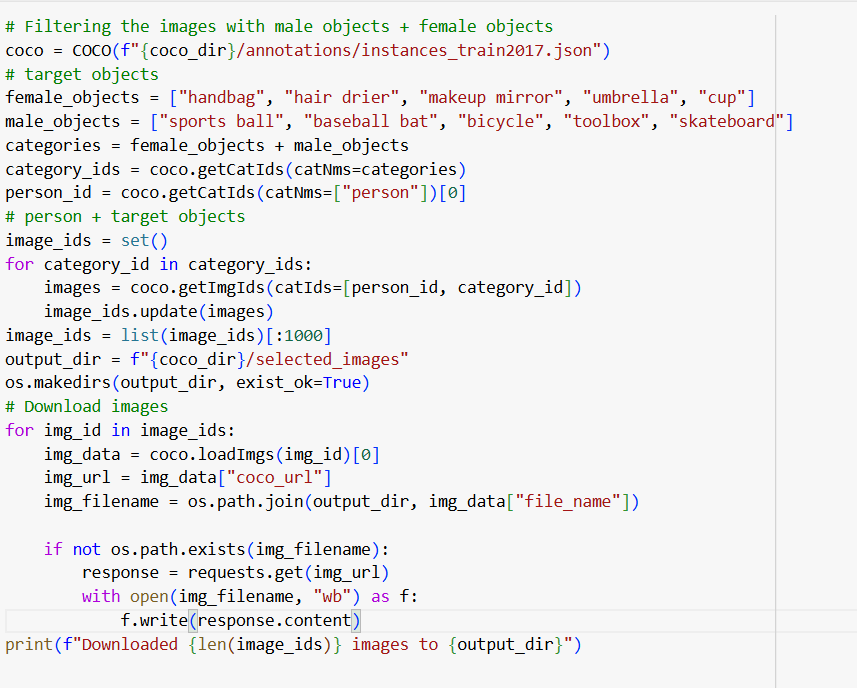 # Filtering the images with male objects + female objects
coco = COCO(f"{coco_dir}/annotations/instances_train2017.json")
# target objects
female_objects = ["handbag", "hair drier", "makeup mirror", "umbrella", "cup"]
male_objects = ["sports ball", "baseball bat", "bicycle", "toolbox", "skateboard"]
categories = female_objects + male_objects
category_ids = coco.getCatIds(catNms=categories)
person_id = coco.getCatIds(catNms=["person"])[0]
# person + target objects
image_ids = set()
for category_id in category_ids:
    images = coco.getImgIds(catIds=[person_id, category_id])
    image_ids.update(images)
image_ids = list(image_ids)[:1000]
output_dir = f"{coco_dir}/selected_images"
os.makedirs(output_dir, exist_ok=True)
# Download images
for img_id in image_ids:
    img_data = coco.loadImgs(img_id)[0]
    img_url = img_data["coco_url"]
    img_filename = os.path.join(output_dir, img_data["file_name"])

    if not os.path.exists(img_filename):
        response = requests.get(img_url)
        with open(img_filename, "wb") as f:
            f.write(response.content)
print(f"Downloaded {len(image_ids)} images to {output_dir}")